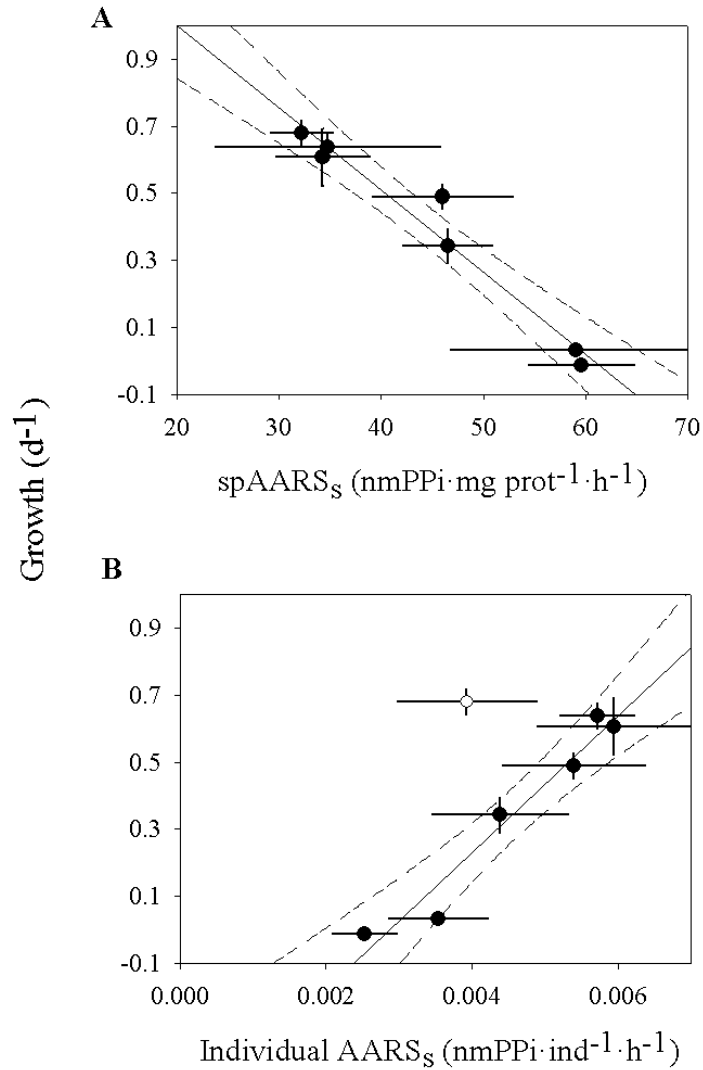 A
0.9
0.7
0.5
0.3
0.1
-0.1
20 30 40 50 60 70
spAARSS (nmPPi·mg prot-1·h-1)
Growth (d-1)
B
0.9
0.7
0.5
0.3
0.1
-0.1
0.000 0.002 0.004 0.006
Individual AARSS (nmPPi·ind-1·h-1)